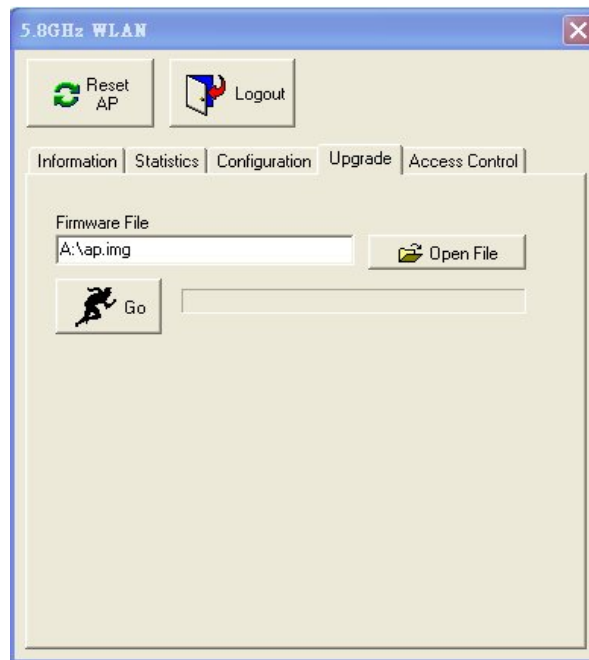 5.8GHz WLAN
Reset
AP
Logout
Information
Statistics
Configuration
Upgrade
Access Control
Firmware File
A:\ap.img
Open File
Go